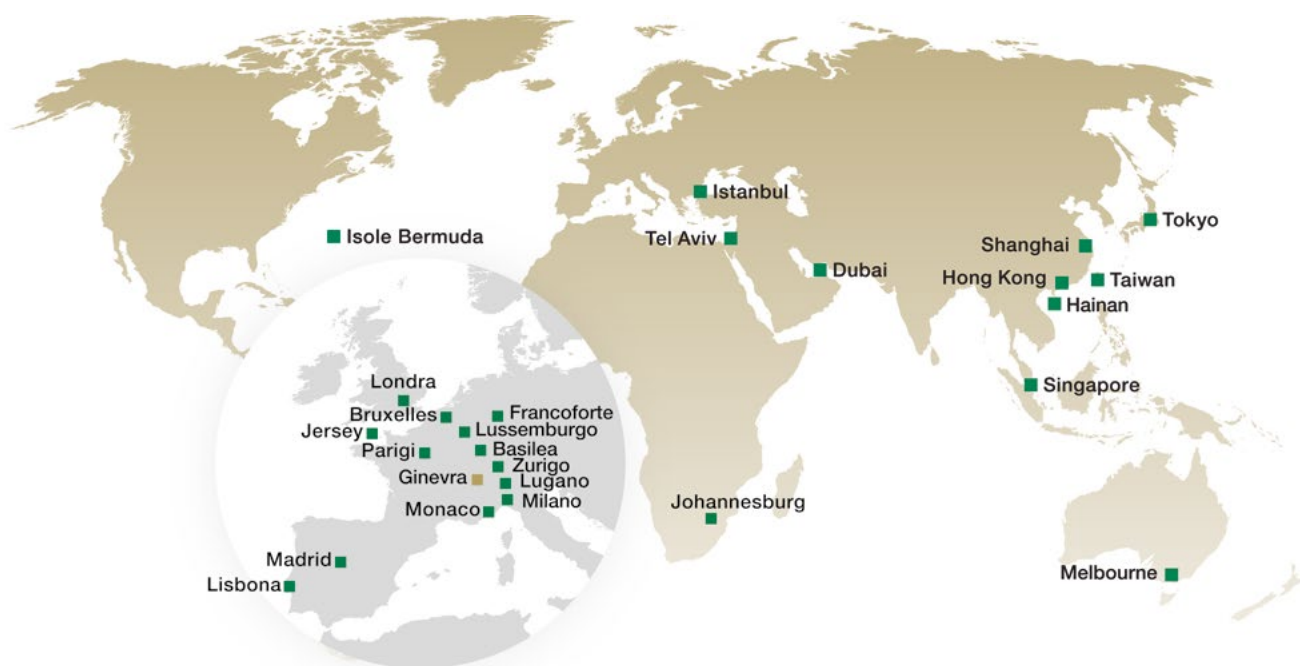 Istanbul
Tokyo
Isole Bermuda
Tel Aviv
Shanghai
Dubai
Hong Kong
Taiwan
Hainan
Londra
Singapore
Bruxelles
Francoforte
Jersey
Lussemburgo
Parigi
Basilea
Zurigo
Ginevra
Lugano
Milano
Johannesburg
Monaco
Madrid
Melbourne
Lisbona